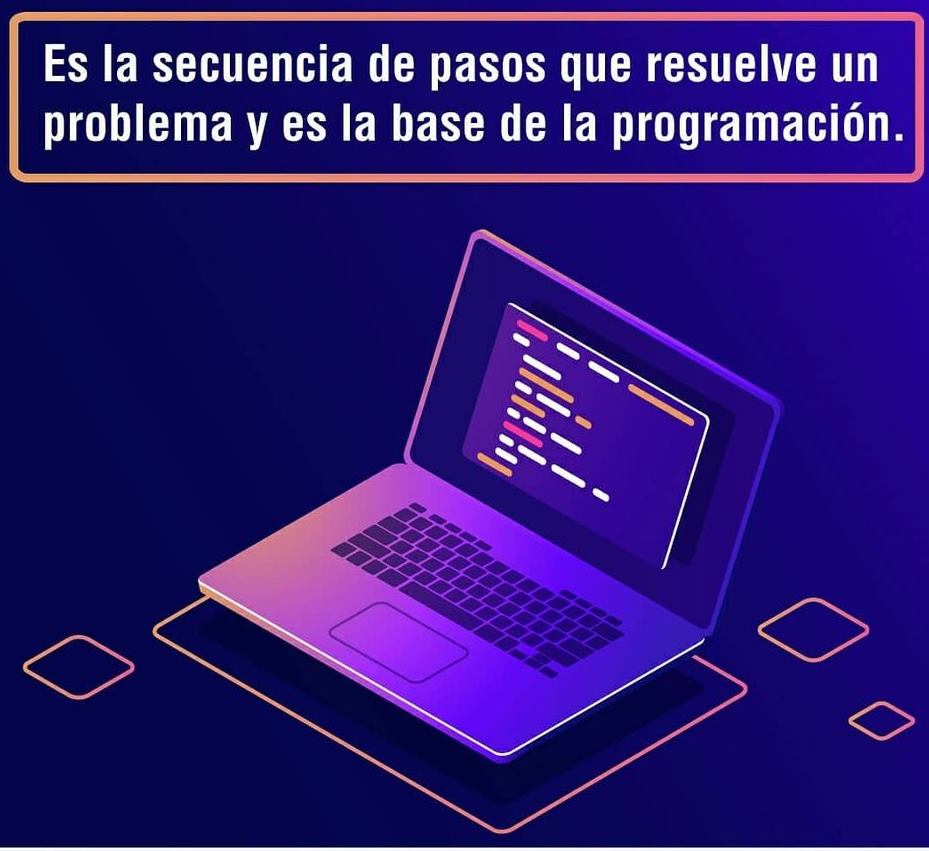 Es la secuencia de pasos que resuelve un
problema y es la base de la programación.